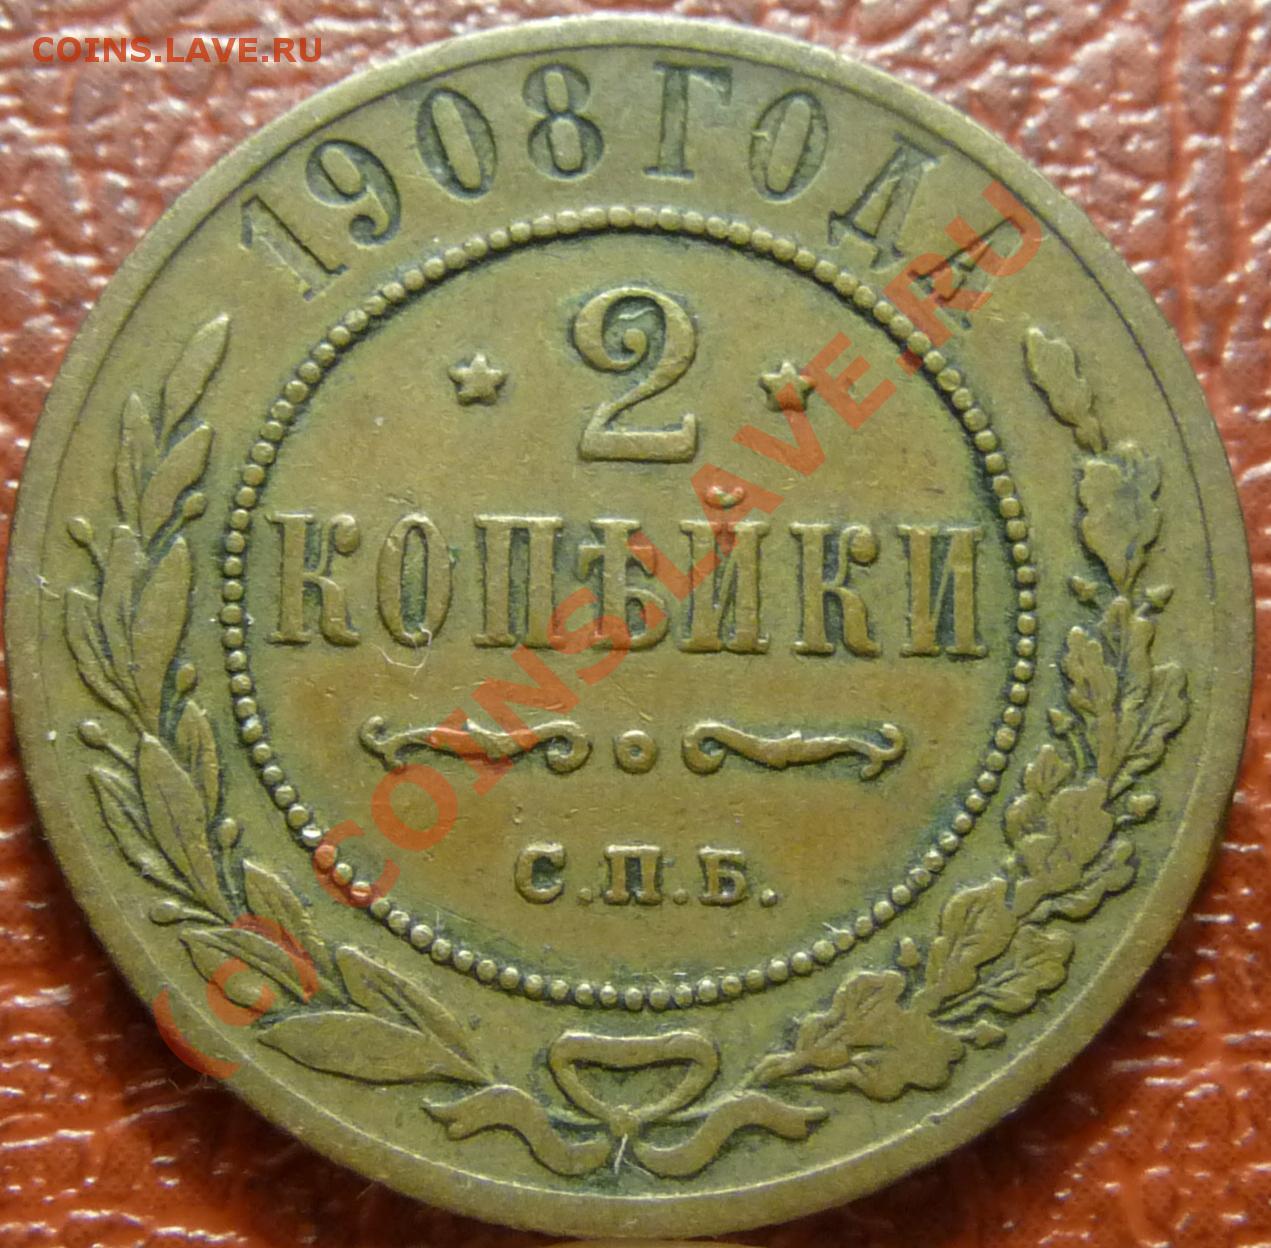 COINS.LAVE.RU
1908 ГОДА
2
КОПѢЙКИ
С.П.Б.
(c) COINS.LAVE.RU